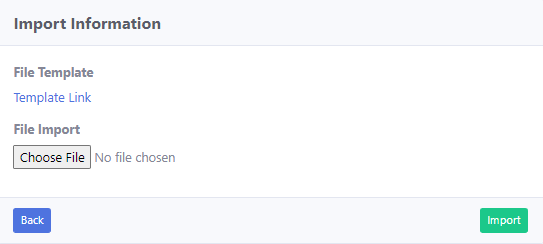 Import Information
File Template
Template Link
File Import
Choose File No file chosen
Back Import